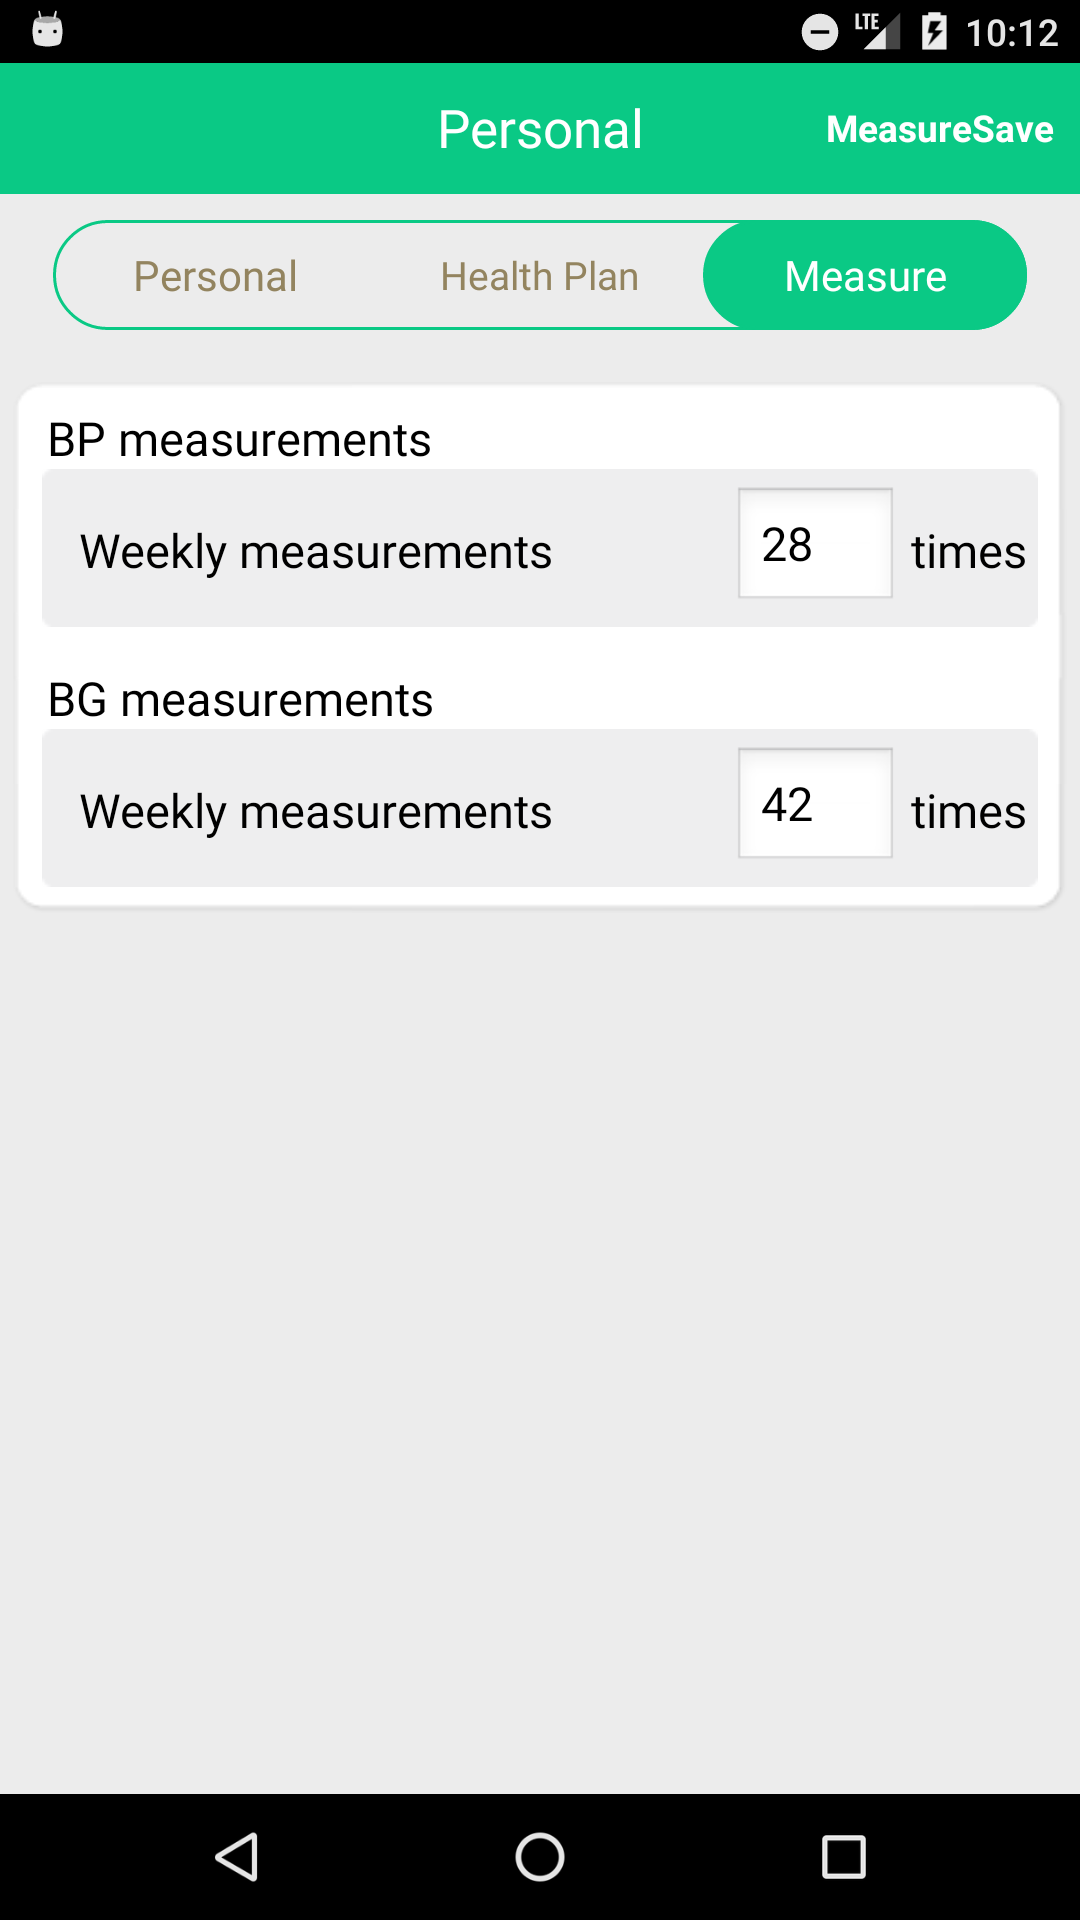 LTE 10:12
Personal MeasureSave
Personal Health Plan Measure
BP measurements
Weekly measurements 28 times
BG measurements
Weekly measurements 42 times